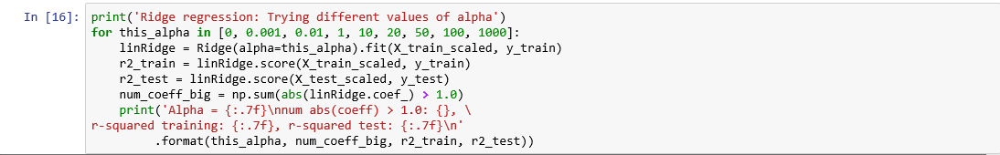 In [16]: print('Ridge regression: Trying different values of alpha')
for this_alpha in [0, 0.001, 0.01, 1, 10, 20, 50, 100, 1000]:
    linRidge = Ridge(alpha=this_alpha).fit(X_train_scaled, y_train)
    r2_train = linRidge.score(X_train_scaled, y_train)
    r2_test = linRidge.score(X_test_scaled, y_test)
    num_coeff_big = np.sum(abs(linRidge.coef_) > 1.0)
    print('Alpha = {:.7f}\nnum abs(coeff) > 1.0: {}, \
r-squared training: {:.7f}, r-squared test: {:.7f}\n'
         .format(this_alpha, num_coeff_big, r2_train, r2_test))